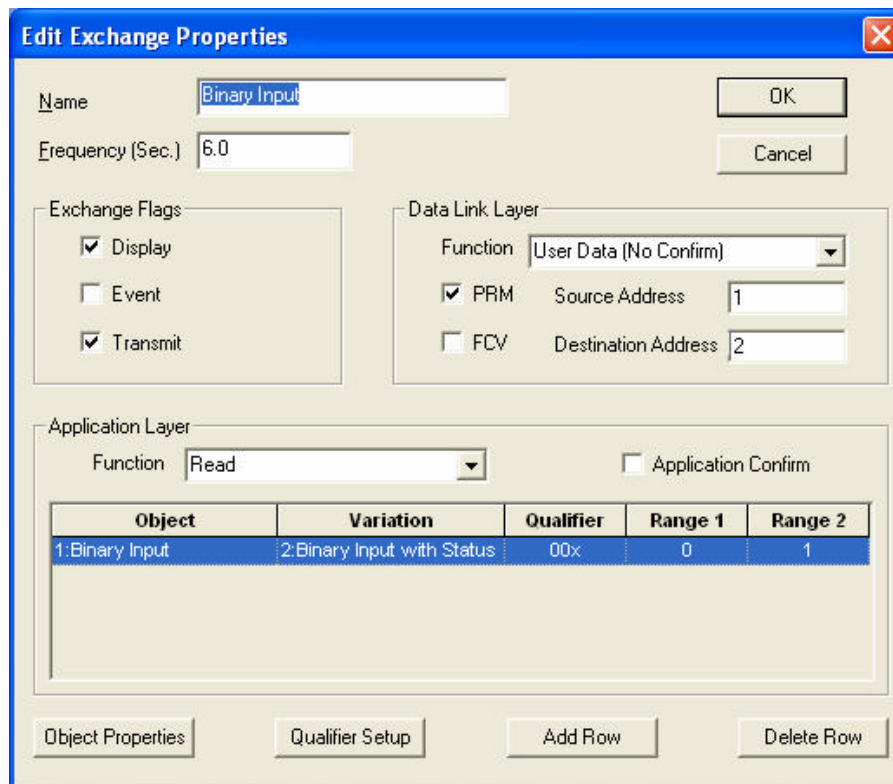 Edit Exchange Properties
Name
Binary Input
OK
Frequency (Sec.)
6.0
Cancel
Exchange Flags
Display
Event
Transmit
Data Link Layer
Function
User Data (No Confirm)
PRM
Source Address
1
FCV
Destination Address
2
Application Layer
Function
Read
Application Confirm
Object Variation Qualifier Range 1 Range 2
1:Binary Input 2:Binary Input with Status 00x 0 1
Object Properties
Qualifier Setup
Add Row
Delete Row